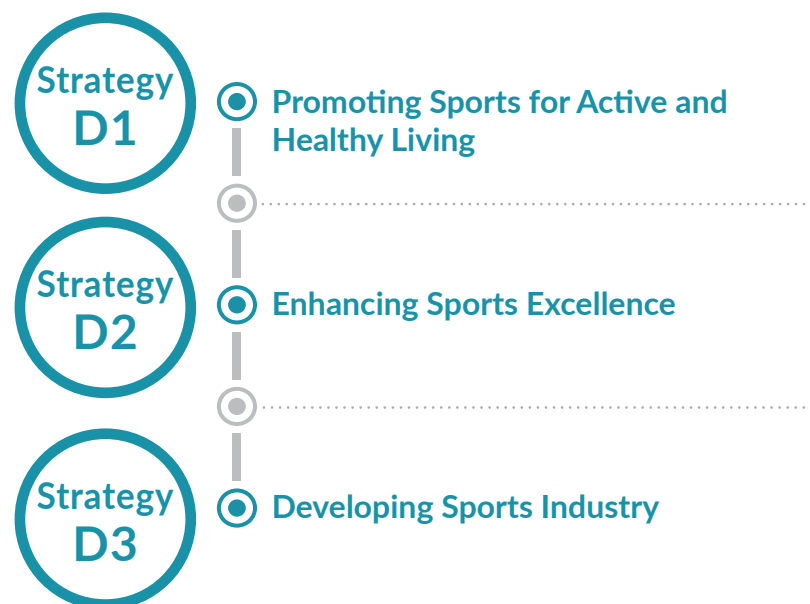 Strategy
D1
Promoting Sports for Active and
Healthy Living
Strategy
D2
Enhancing Sports Excellence
Strategy
D3
Developing Sports Industry